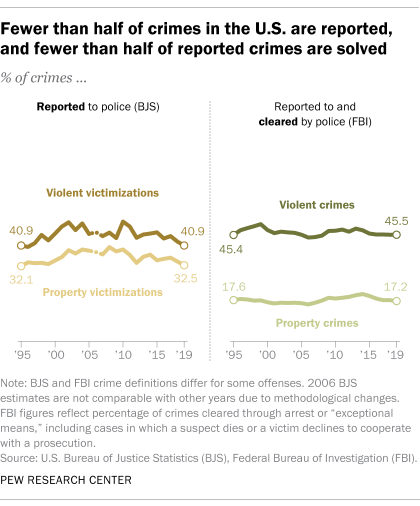 Fewer than half of crimes in the U.S. are reported,
and fewer than half of reported crimes are solved
% of crimes ...
Reported to police (BJS)
Violent victimizations
40.9
40.9
32.1
32.5
Property victimizations
'95 '00 '05 '10 '15 '19
Reported to and
cleared by police (FBI)
Violent crimes
45.5
45.4
17.6
17.2
Property crimes
'95 '00 '05 '10 '15 '19
Note: BJS and FBI crime definitions differ for some offenses. 2006 BJS
estimates are not comparable with other years due to methodological changes.
FBI figures reflect percentage of crimes cleared through arrest or “exceptional
means,” including cases in which a suspect dies or a victim declines to cooperate
with a prosecution.
Source: U.S. Bureau of Justice Statistics (BJS), Federal Bureau of Investigation (FBI).
PEW RESEARCH CENTER